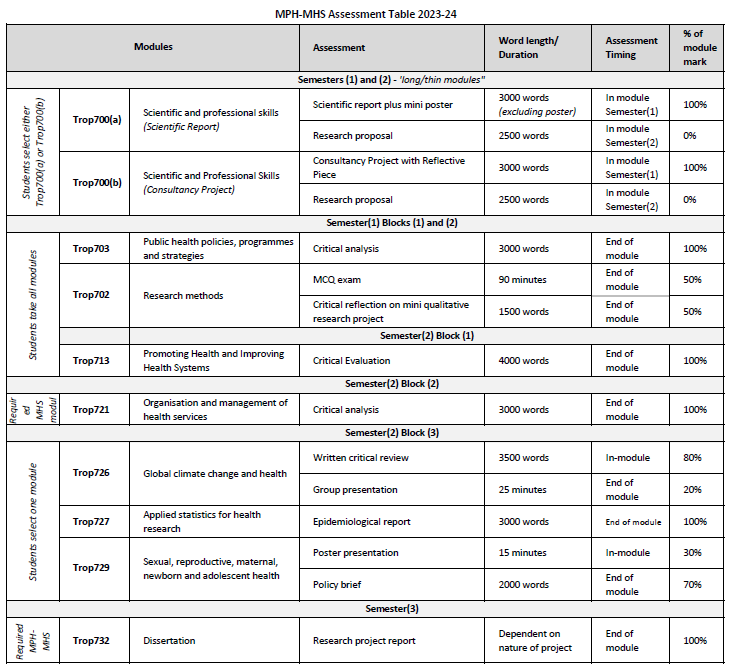 MPH-MHS Assessment Table 2023-24
Modules
Assessment
Word length/
Duration
Assessment
Timing
% of
module
mark
Semesters (1) and (2) - 'long/thin modules"
Students select either
Trop700(a) or Trop700(b)
Trop700(a)
Scientific and professional skills
(Scientific Report)
Scientific report plus mini poster
3000 words
(excluding poster)
In module
Semester(1)
100%
Research proposal
2500 words
In module
Semester(2)
0%
Trop700(b)
Scientific and Professional Skills
(Consultancy Project)
Consultancy Project with Reflective
Piece
3000 words
In module
Semester(1)
100%
Research proposal
2500 words
In module
Semester(2)
0%
Semester(1) Blocks (1) and (2)
Students take all modules
Trop703
Public health policies, programmes
and strategies
Critical analysis
3000 words
End of
module
100%
Trop702
Research methods
MCQ exam
90 minutes
End of
module
50%
Critical reflection on mini qualitative
research project
1500 words
End of
module
50%
Semester(2) Block (1)
Trop713
Promoting Health and Improving
Health Systems
Critical Evaluation
4000 words
End of
module
100%
Semester(2) Block (2)
Requir
ed
MHS
modul
Trop721
Organisation and management of
health services
Critical analysis
3000 words
End of
module
100%
Semester(2) Block (3)
Students select one module
Trop726
Global climate change and health
Written critical review
3500 words
In-module
80%
Group presentation
25 minutes
End of
module
20%
Trop727
Applied statistics for health
research
Epidemiological report
3000 words
End of module
100%
Trop729
Sexual, reproductive, maternal,
newborn and adolescent health
Poster presentation
15 minutes
In-module
30%
Policy brief
2000 words
End of
module
70%
Semester(3)
Required
MPH-
MHS
Trop732
Dissertation
Research project report
Dependent on
nature of project
End of
module
100%